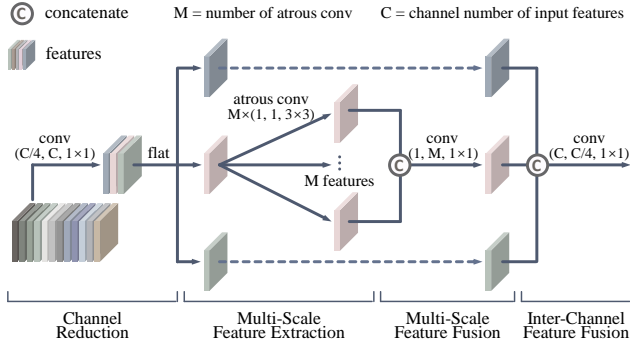 C concatenate
M = number of atrous conv
C = channel number of input features
features
atrous conv
M×(1, 1, 3×3)
conv
(C/4, C, 1×1)
flat
M features
C
conv
(1, M, 1×1)
C
conv
(C, C/4, 1×1)
Channel
Reduction
Multi-Scale
Feature Extraction
Multi-Scale
Feature Fusion
Inter-Channel
Feature Fusion